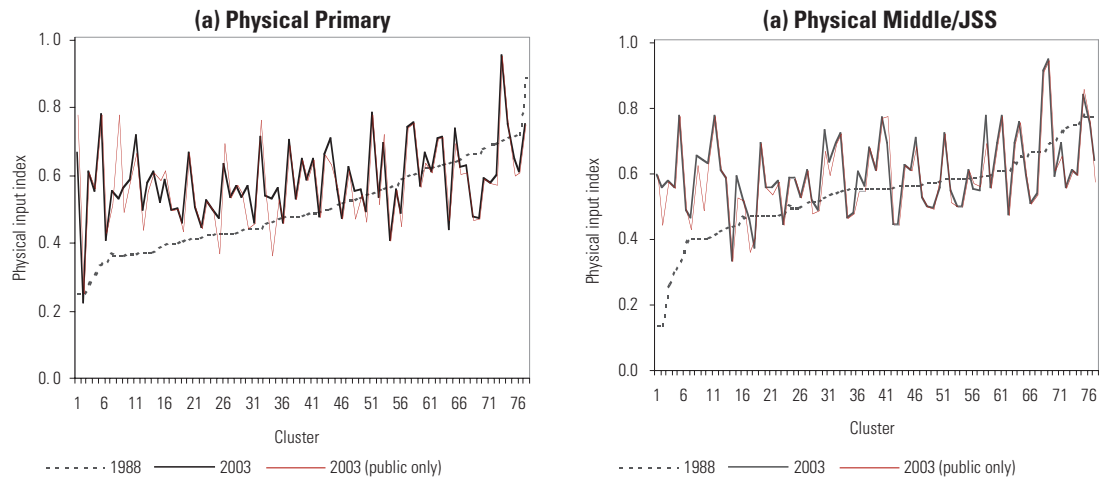 (a) Physical Primary
1.0
0.8
0.6
0.4
0.2
0.0
Physical input index
1 6 11 16 21 26 31 36 41 46 51 56 61 66 71 76
Cluster
1988 2003 2003 (public only)
(a) Physical Middle/JSS
1.0
0.8
0.6
0.4
0.2
0.0
Physical input index
1 6 11 16 21 26 31 36 41 46 51 56 61 66 71 76
Cluster
1988 2003 2003 (public only)